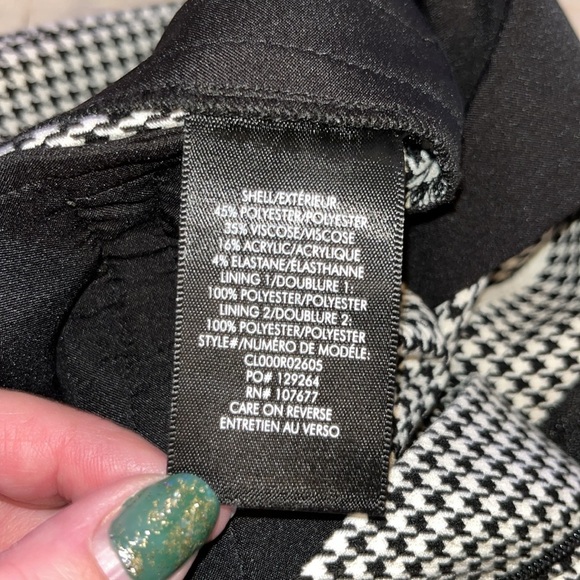 SHELL/EXTÉRIEUR
45% POLYESTER/POLYESTER
35% VISCOSE/VISCOSE
16% ACRYLIC/ACRYLIQUE
4% ELASTANE/ÉLASTHANNE
LINING 1/DOUBLURE 1:
100% POLYESTER/POLYESTER
LINING 2/DOUBLURE 2:
100% POLYESTER/POLYESTER
STYLE#/NUMÉRO DE MODÈLE:
CL000R02605
PO# 129264
RN# 107677
CARE ON REVERSE
ENTRETIEN AU VERSO